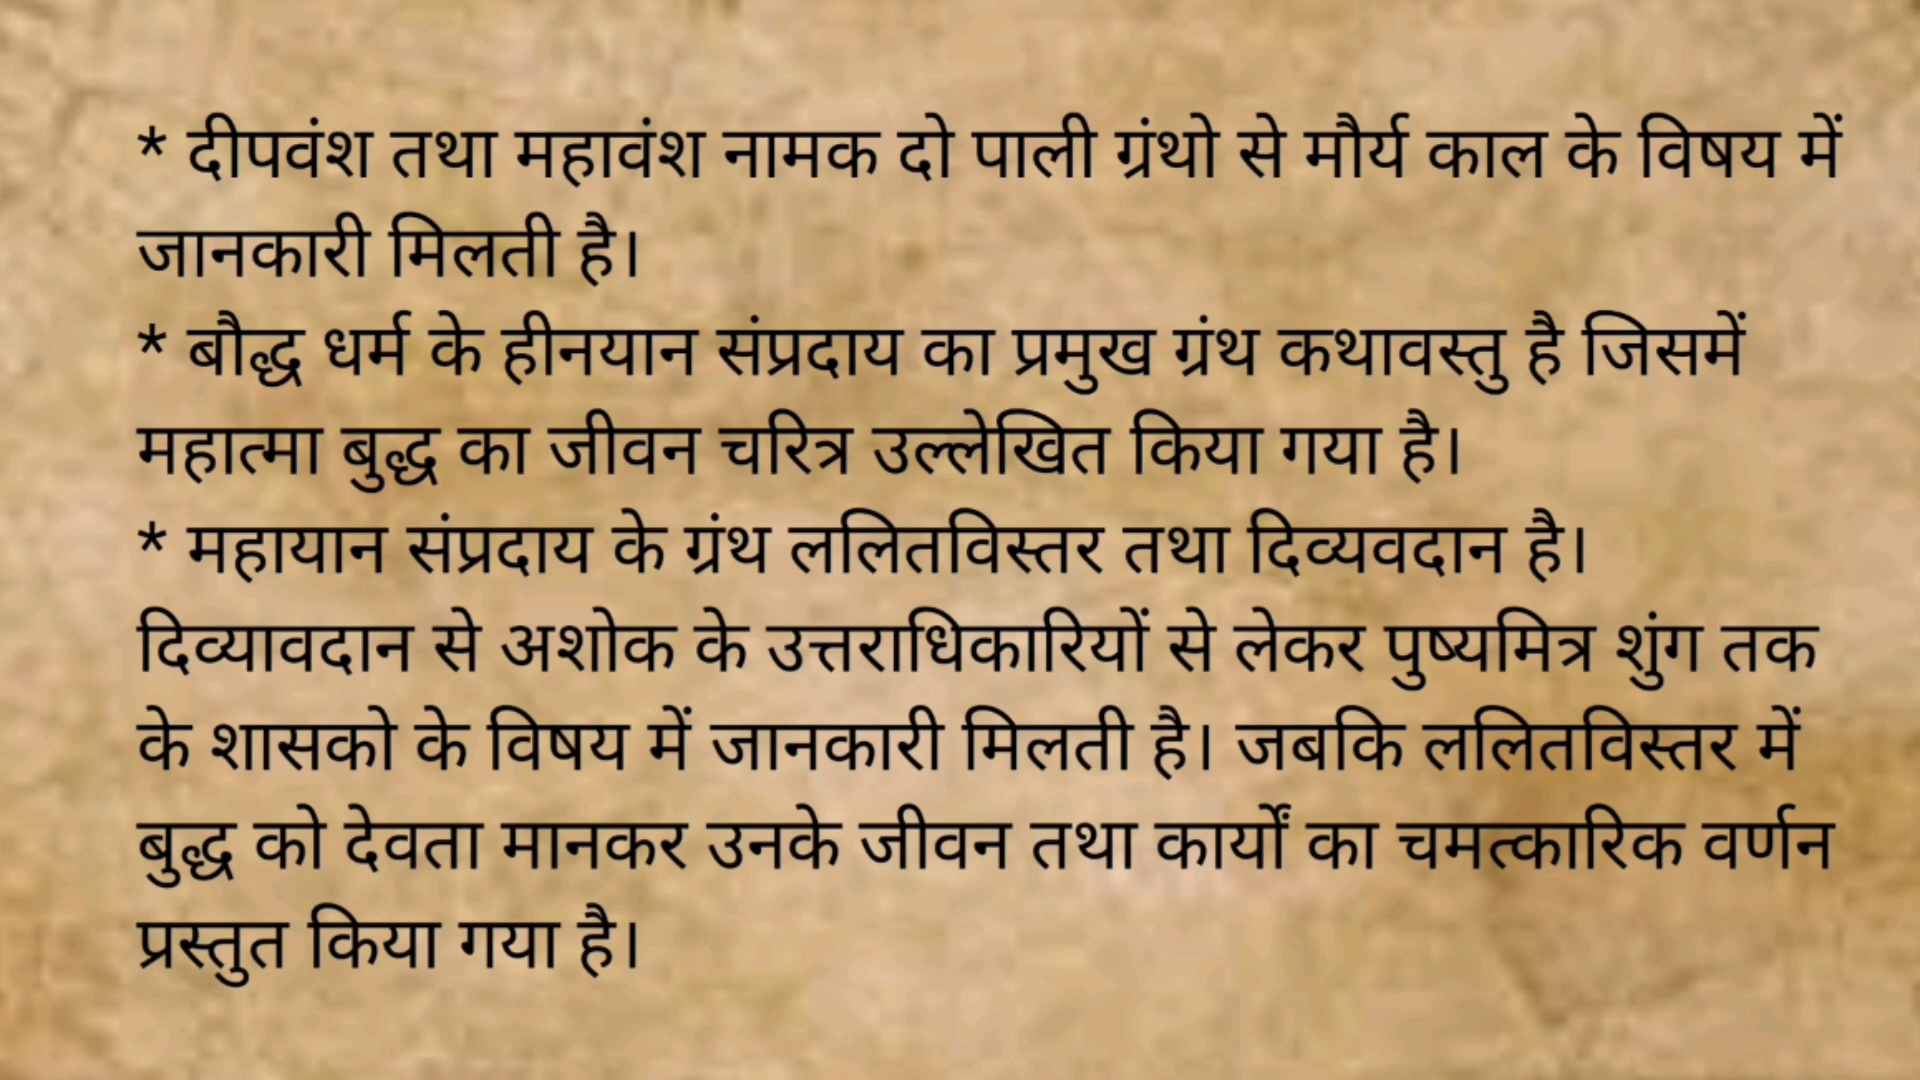 * दीपवंश तथा महावंश नामक दो पाली ग्रंथो से मौर्य काल के विषय में
जानकारी मिलती है।
* बौद्ध धर्म के हीनयान संप्रदाय का प्रमुख ग्रंथ कथावस्तु है जिसमें
महात्मा बुद्ध का जीवन चरित्र उल्लेखित किया गया है।
* महायान संप्रदाय के ग्रंथ ललितविस्तर तथा दिव्यवदान है।
दिव्यावदान से अशोक के उत्तराधिकारियों से लेकर पुष्यमित्र शुंग तक
के शासको के विषय में जानकारी मिलती है। जबकि ललितविस्तर में
बुद्ध को देवता मानकर उनके जीवन तथा कार्यों का चमत्कारिक वर्णन
प्रस्तुत किया गया है।